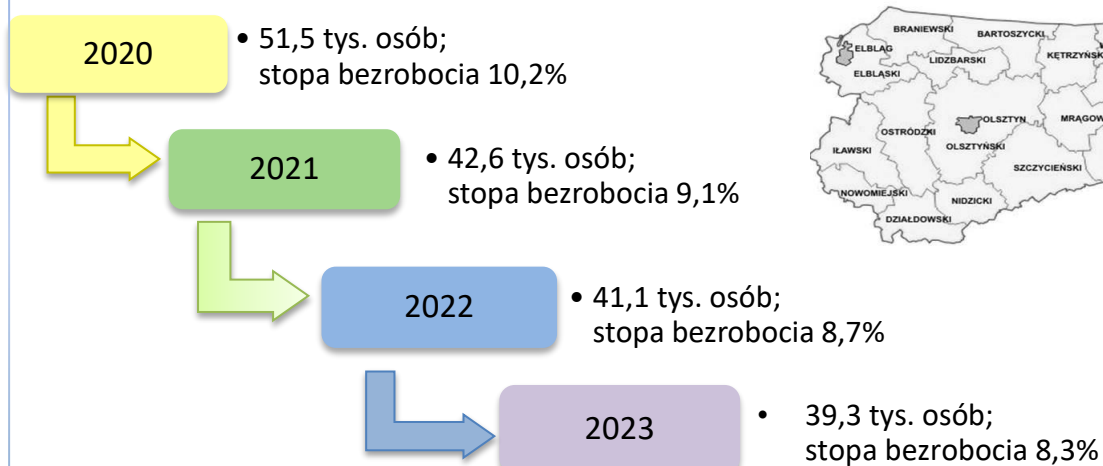 2020
• 51,5 tys. osób;
stopa bezrobocia 10,2%
2021
• 42,6 tys. osób;
stopa bezrobocia 9,1%
2022
• 41,1 tys. osób;
stopa bezrobocia 8,7%
2023
• 39,3 tys. osób;
stopa bezrobocia 8,3%
BRANIEWSKI
BARTOSZYCKI
ELBLĄG
LIDZBARSKI
KĘTRZYŃSK
ELBLĄSKI
OLSZTYN
MRĄGOW
OSTRÓDZKI
IŁAWSKI
OLSZTYŃSKI
SZCZYCIEŃSKI
NOWOMIEJSKI
NIDZICKI
DZIAŁDOWSKI